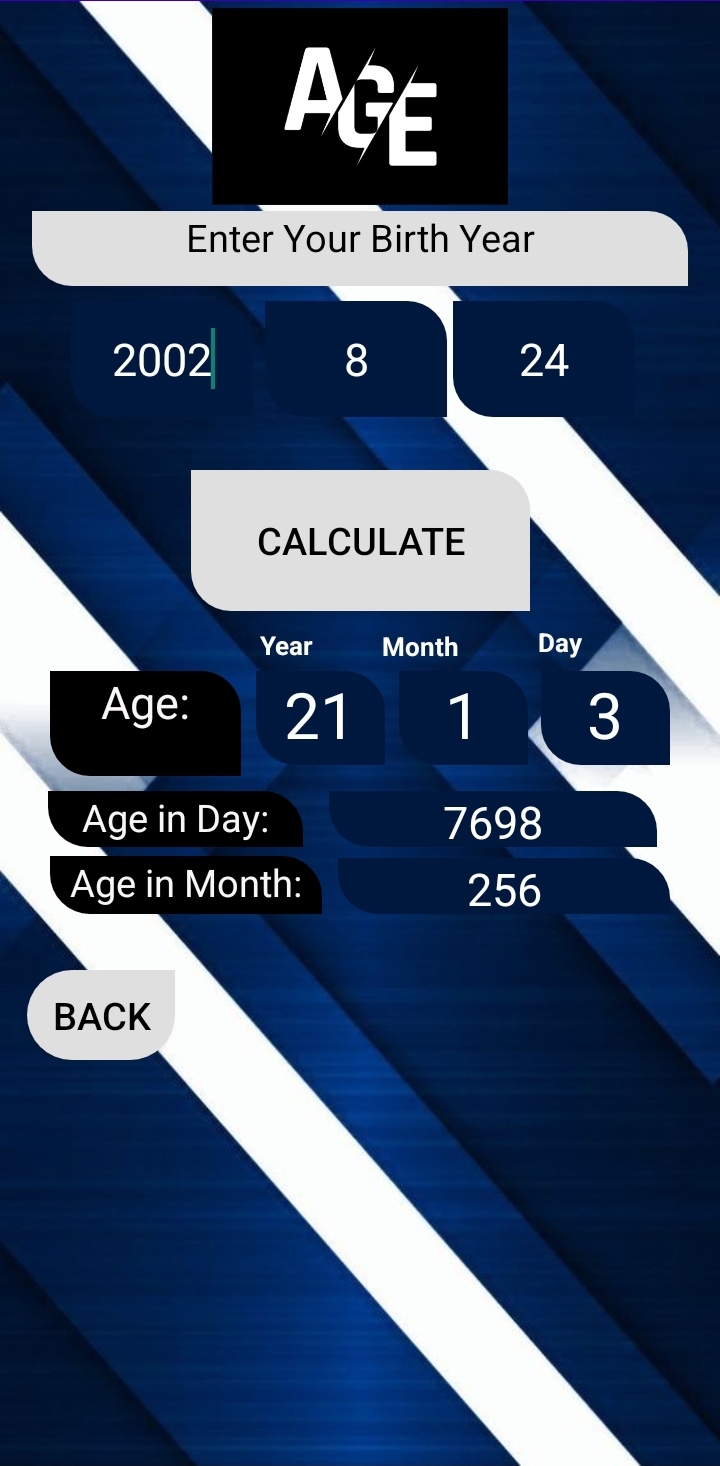 AGE
Enter Your Birth Year
2002 8 24
CALCULATE
Year Month Day
Age: 21 1 3
Age in Day: 7698
Age in Month: 256
BACK